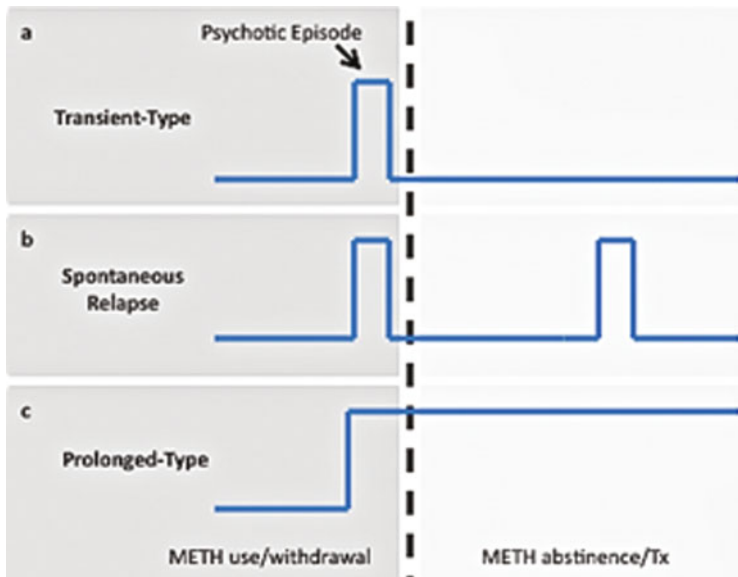 a
Psychotic Episode
Transient-Type
b
Spontaneous
Relapse
c
Prolonged-Type
METH use/withdrawal
METH abstinence/Tx